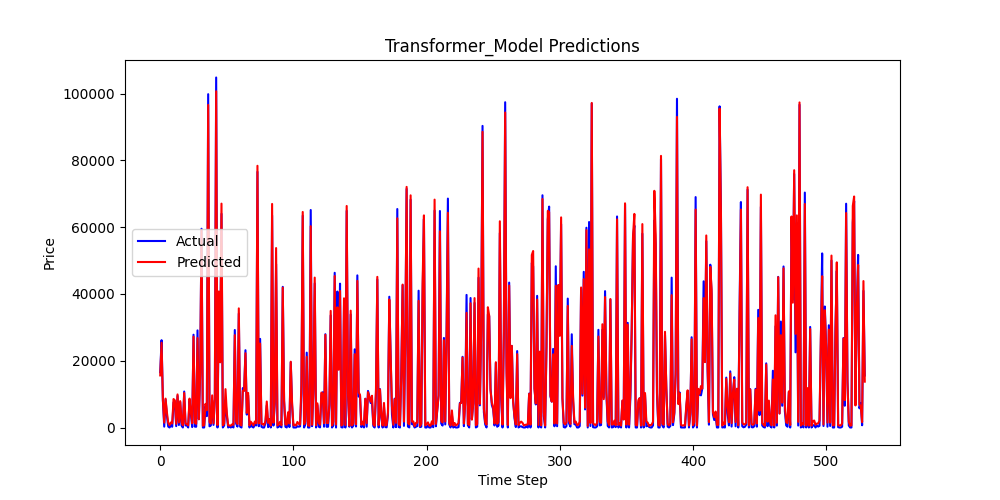 Transformer_Model Predictions
Price
100000
80000
60000
40000
20000
0
Actual
Predicted
0 100 200 300 400 500
Time Step